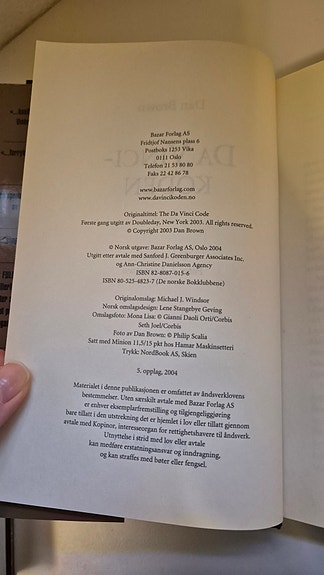 Bazar Forlag AS
Fridtjof Nansens plass 6
Postboks 1253 Vika
0111 Oslo
Telefon 21 53 80 80
Faks 22 42 86 78
www.bazarforlag.com
www.davincikoden.no
Originaltittel: The Da Vinci Code
Første gang utgitt av Doubleday, New York 2003. All rights reserved.
© Copyright 2003 Dan Brown
© Norsk utgave: Bazar Forlag AS, Oslo 2004
Utgitt etter avtale med Sanford J. Greenburger Associates Inc.
og Ann-Christine Danielsson Agency
ISBN 82-8087-015-6
ISBN 80-525-4823-7 (De norske Bokklubbene)
Originalomslag: Michael J. Windsor
Norsk omslagsdesign: Lene Stangebye Geving
Omslagsfoto: Mona Lisa: © Gianni Dagli Orti/Corbis
Seth Joel/Corbis
Foto av Dan Brown: © Philip Scalia
Satt med Minion 11,5/15 pkt hos Hamar Maskinsetteri
Trykk: NordBook AS, Skien
5. opplag, 2004
Materialet i denne publikasjonen er omfattet av åndsverklovens
bestemmelser. Uten særskilt avtale med Bazar Forlag AS
er enhver eksemplarfremstilling og tilgjengeliggjøring
bare tillatt i den utstrekning det er hjemlet i lov eller tillatt gjennom
avtale med Kopinor, interesseorgan for rettighetshavere til åndsverk.
Utnyttelse i strid med lov eller avtale
kan medføre erstatningsansvar og inndragning,
og kan straffes med bøter eller fengsel.